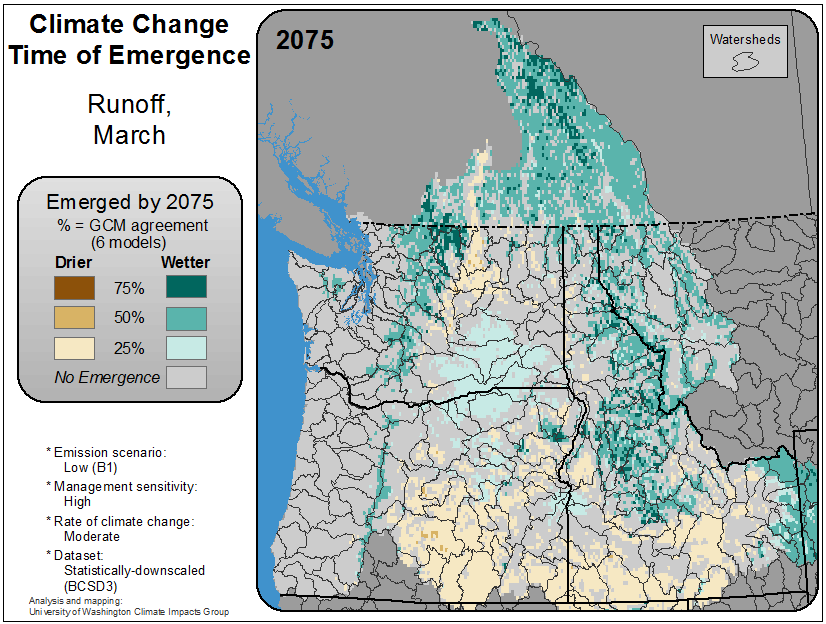 Climate Change
Time of Emergence
Runoff,
March
Emerged by 2075
% = GCM agreement
(6 models)
Drier Wetter
75%
50%
25%
No Emergence
* Emission scenario:
Low (B1)
* Management sensitivity:
High
* Rate of climate change:
Moderate
* Dataset:
Statistically-downscaled
(BCSD3)
Analysis and mapping:
University of Washington Climate Impacts Group
2075
Watersheds